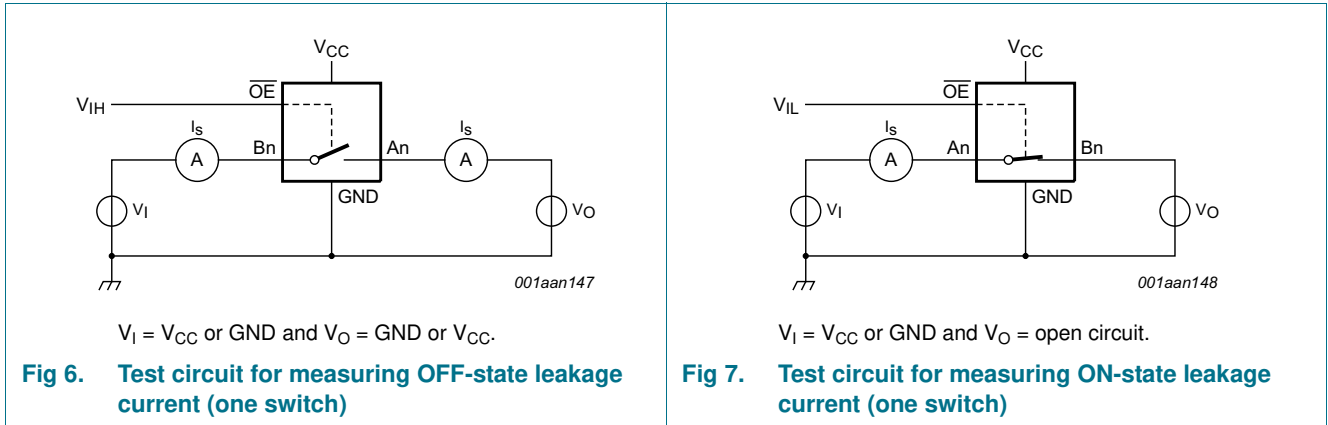 VCC
OE
VIH
Is
Is
A
Bn
An
A
GND
VI
VO
001aan147
VI = VCC or GND and VO = GND or VCC.
Fig 6. Test circuit for measuring OFF-state leakage
current (one switch)
VCC
OE
VIL
Is
A
An
Bn
GND
VI
VO
001aan148
VI = VCC or GND and VO = open circuit.
Fig 7. Test circuit for measuring ON-state leakage
current (one switch)